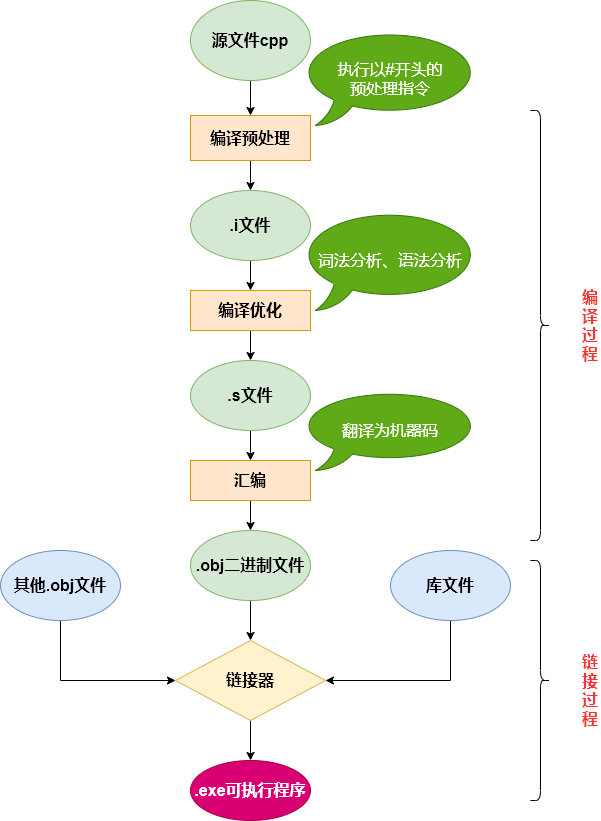 源文件cpp
执行以#开头的
预处理指令
编译预处理
.i文件
词法分析、语法分析
编译优化
编译过程
.s文件
翻译为机器码
汇编
.obj二进制文件
其他.obj文件
库文件
链接器
链接过程
.exe可执行程序